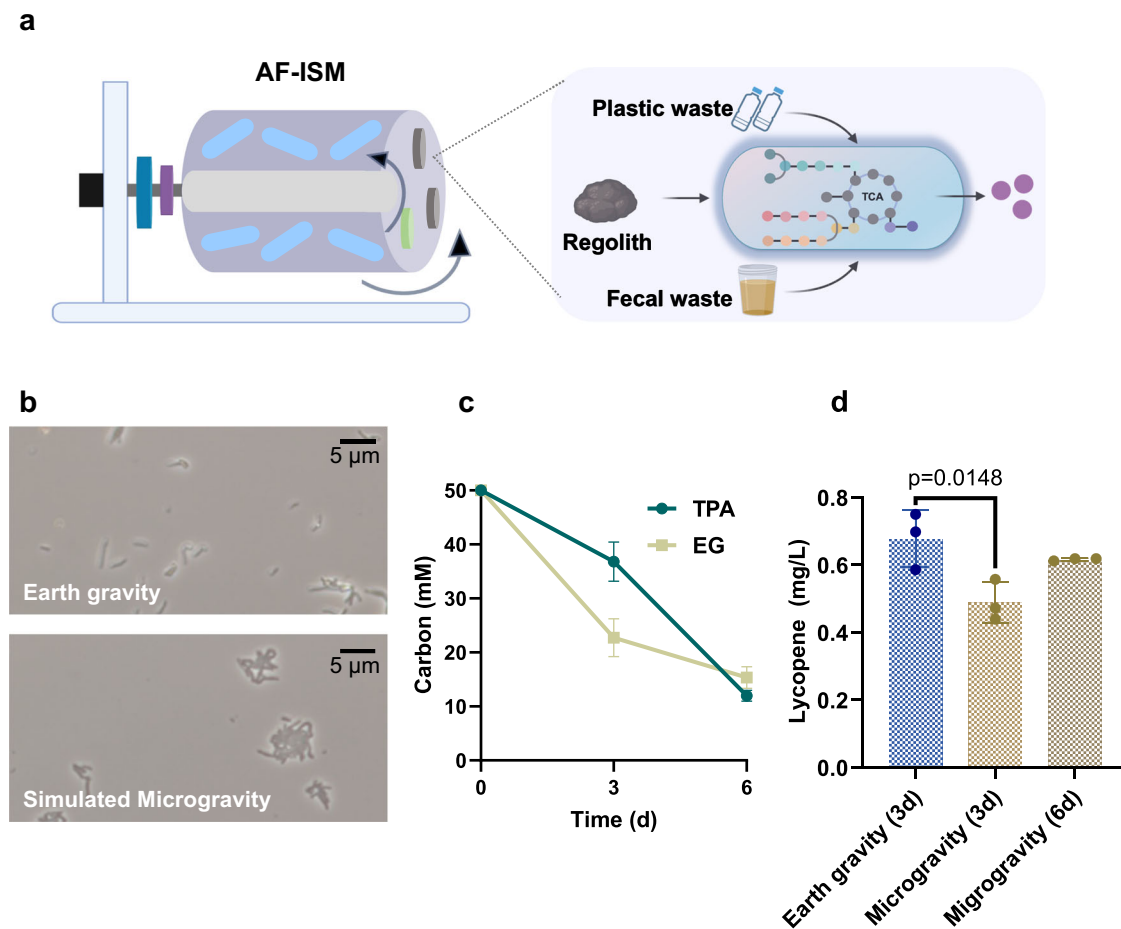 a
AF-ISM
Plastic waste
TCA
Regolith
Fecal waste
b
5 µm
Earth gravity
5 µm
Simulated Microgravity
c
50
40
30
20
10
0
Carbon (mM)
TPA
EG
0
3
6
Time (d)
d
p=0.0148
0.8
0.6
0.4
0.2
0.0
Lycopene (mg/L)
Earth gravity (3d)
Microgravity (3d)
Migrogravity (6d)